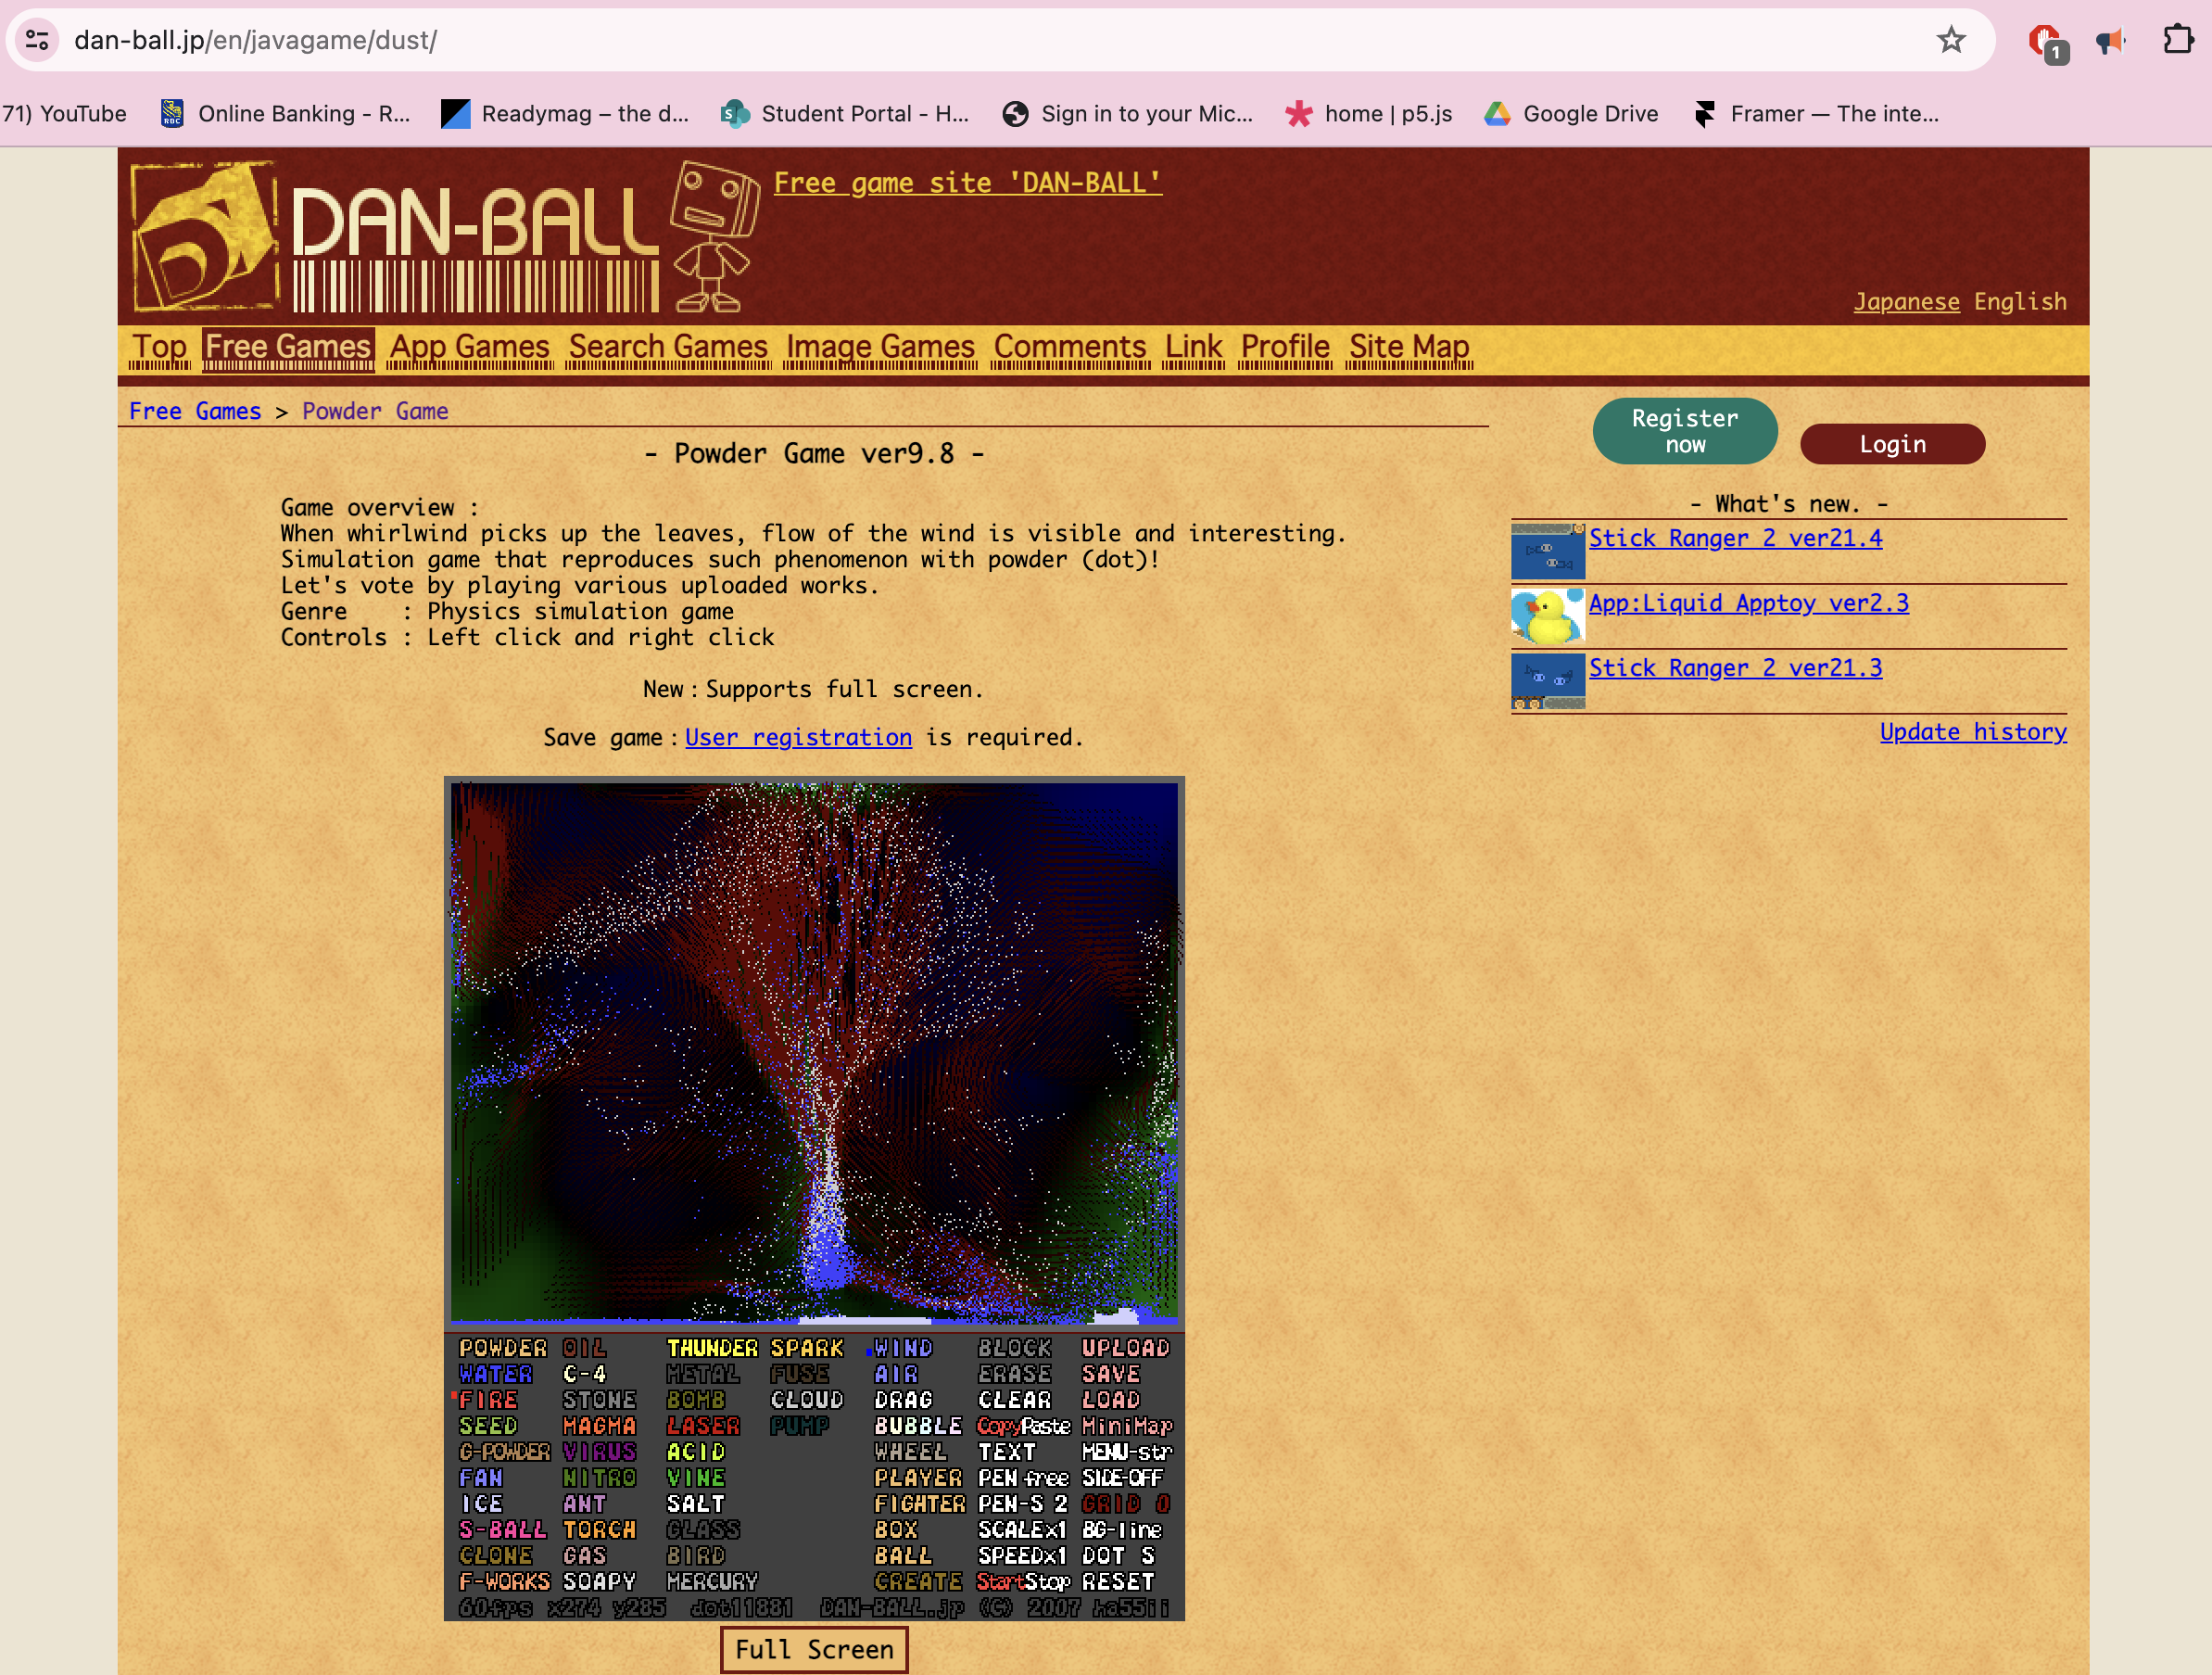 dan-ball.jp/en/javagame/dust/
1
71) YouTube
Online Banking - R...
Readymag – the d...
Student Portal - H...
Sign in to your Mic...
home | p5.js
Google Drive
Framer — The inte...
DAN-BALL
Free game site 'DAN-BALL'
Japanese English
Top Free Games App Games Search Games Image Games Comments Link Profile Site Map
Free Games > Powder Game
Register now
Login
- Powder Game ver9.8 -
Game overview :
When whirlwind picks up the leaves, flow of the wind is visible and interesting.
Simulation game that reproduces such phenomenon with powder (dot)!
Let's vote by playing various uploaded works.
Genre : Physics simulation game
Controls : Left click and right click
New : Supports full screen.
Save game : User registration is required.
- What's new. -
Stick Ranger 2 ver21.4
App:Liquid Apptoy ver2.3
Stick Ranger 2 ver21.3
Update history
POWDER OIL THUNDER SPARK WIND BLOCK UPLOAD
WATER C-4 METAL FUSE AIR ERASE SAVE
FIRE STONE BOMB CLOUD DRAG CLEAR LOAD
SEED MAGMA LASER PUMP BUBBLE CopyPaste MiniMap
G-POWDER VIRUS ACID WHEEL TEXT MENU-str
FAN NITRO VINE PLAYER PEN free SIDE-OFF
ICE ANT SALT FIGHTER PEN-S 2 GRID 0
S-BALL TORCH GLASS BOX SCALEx1 BG-line
CLONE GAS BIRD BALL SPEEDx1 DOT S
F-WORKS SOAPY MERCURY CREATE StartStop RESET
60fps x274 y285 dot11881 DAN-BALL.jp (C) 2007 ha55ii
Full Screen